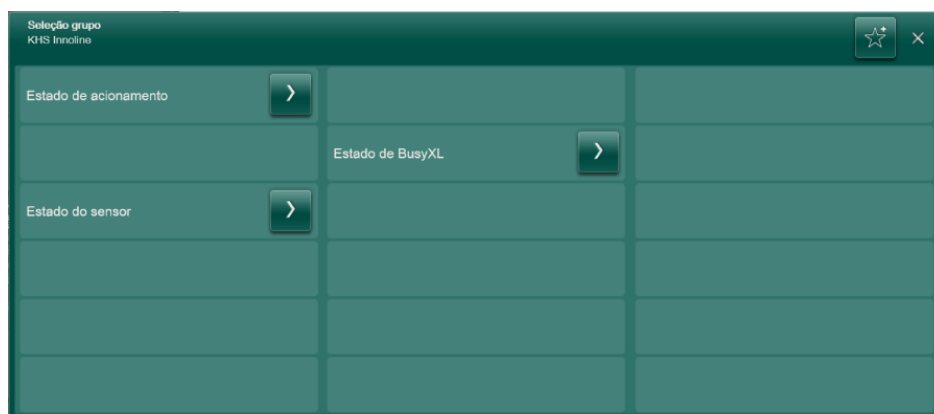 Seleção grupo
KHS Innoline
Estado de acionamento
Estado de BusyXL
Estado do sensor